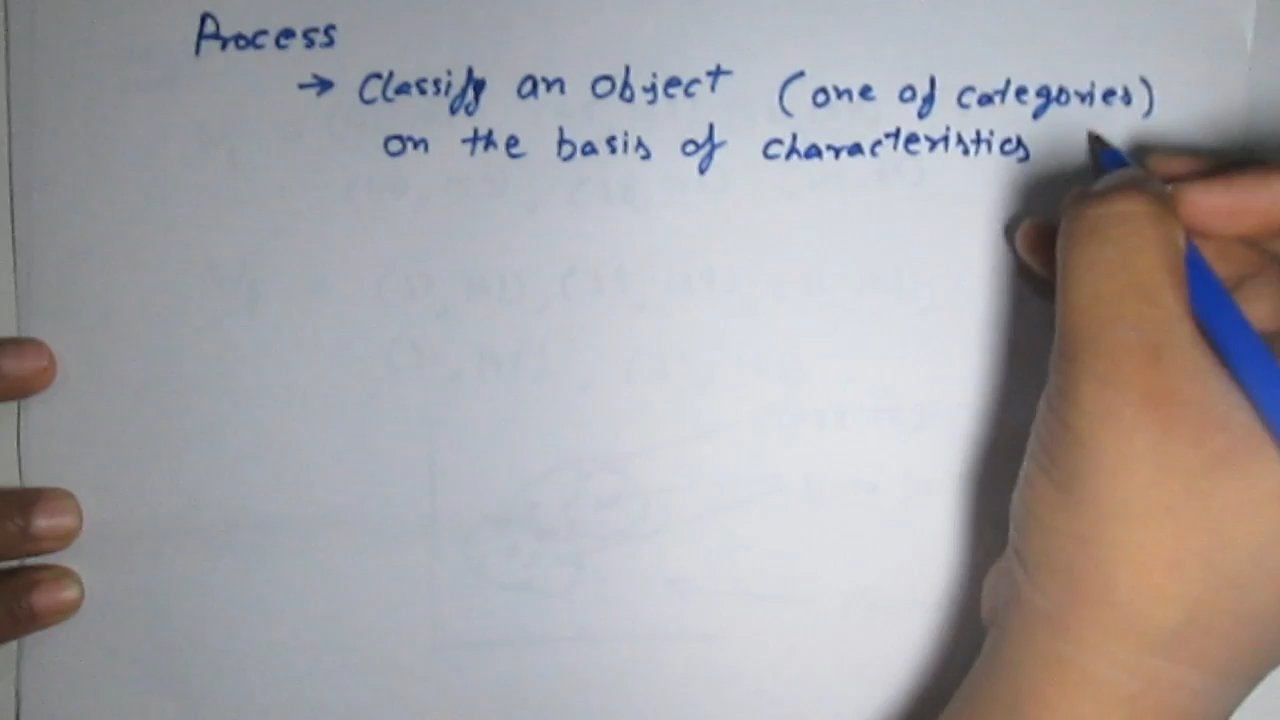 Process
→ Classify an object (one of categories)
on the basis of characteristics